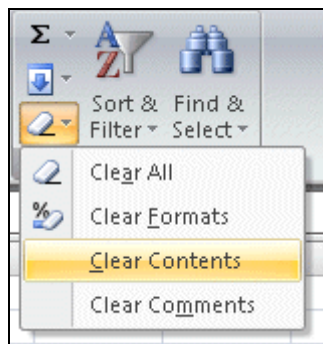 Σ
A
Z
Sort & Find &
Filter Select
Clear All
% Clear Formats
Clear Contents
Clear Comments